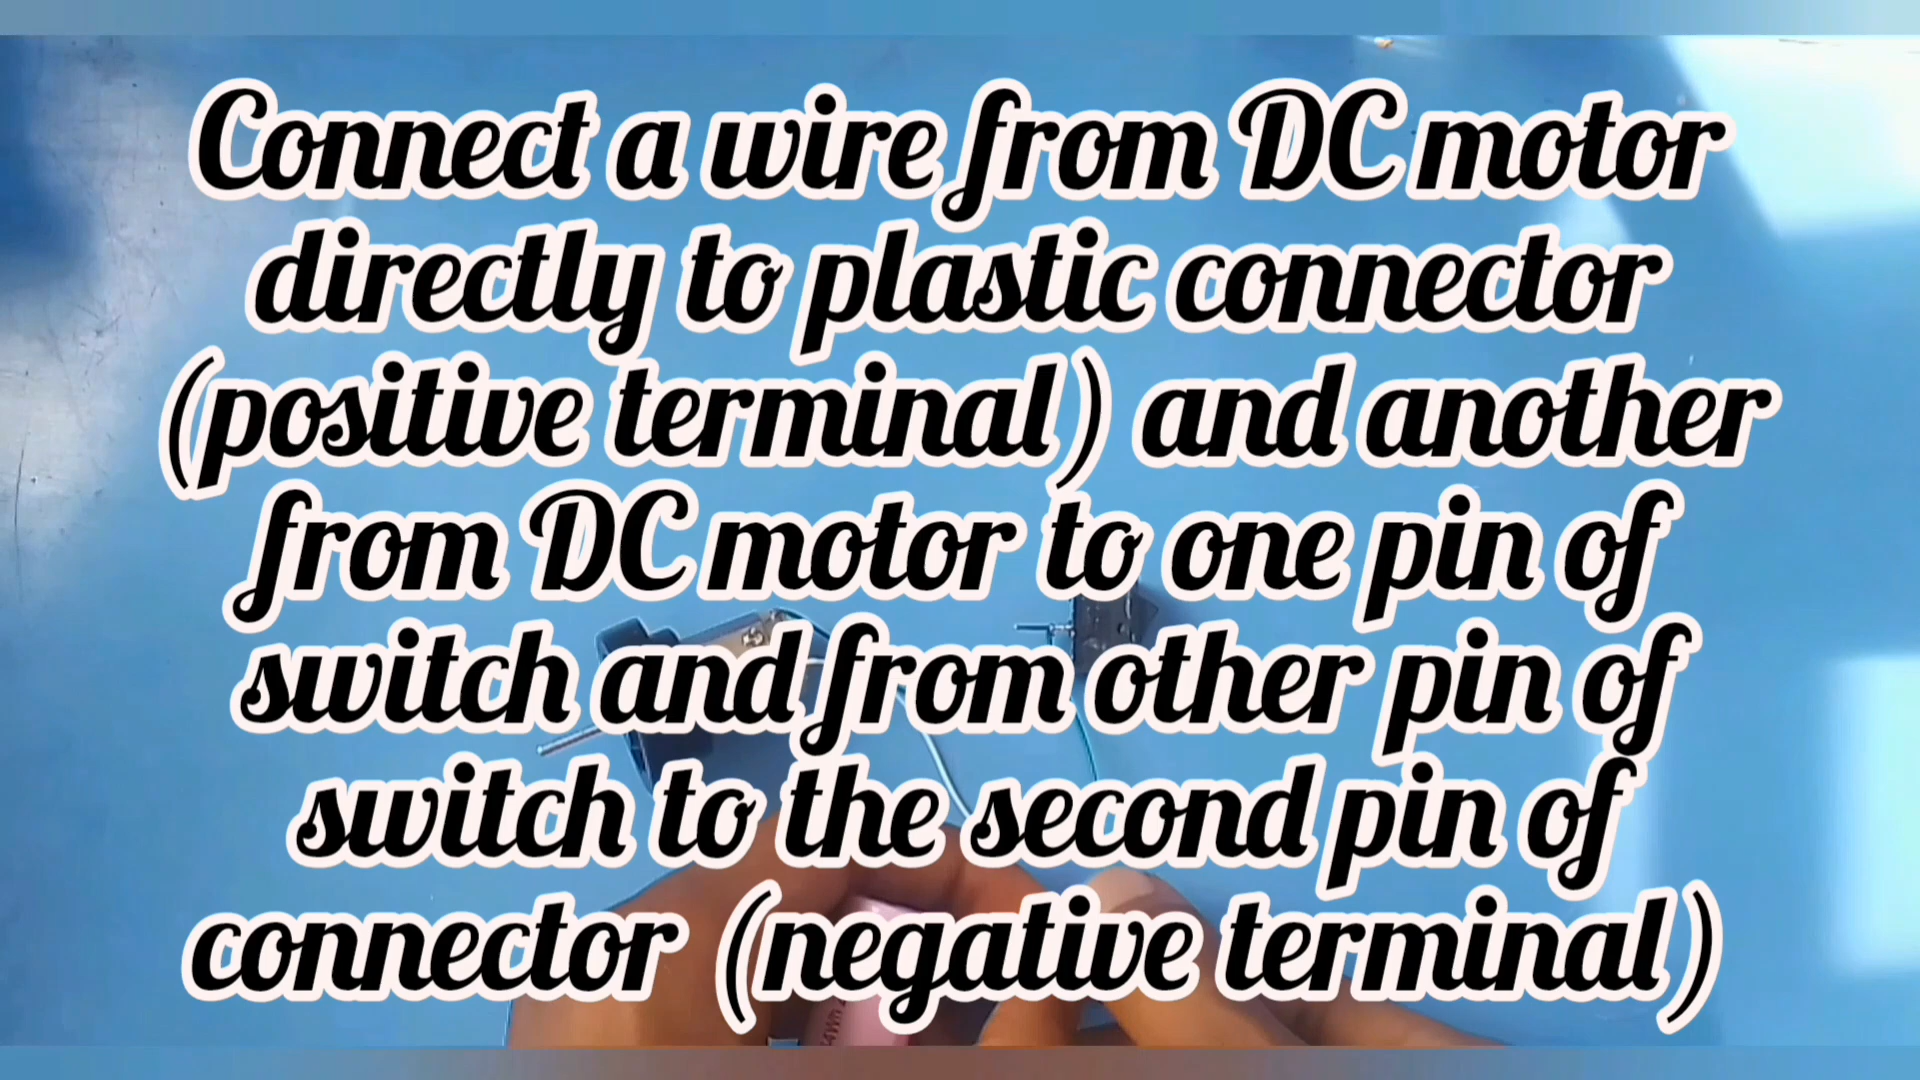 Connect a wire from DC motor
directly to plastic connector
(positive terminal) and another
from DC motor to one pin of
switch and from other pin of
switch to the second pin of
connector (negative terminal)